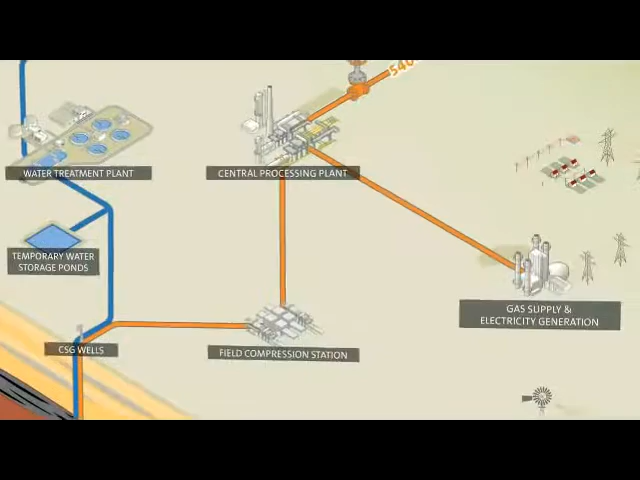 540
WATER TREATMENT PLANT
CENTRAL PROCESSING PLANT
TEMPORARY WATER
STORAGE PONDS
GAS SUPPLY &
ELECTRICITY GENERATION
CSG WELLS
FIELD COMPRESSION STATION